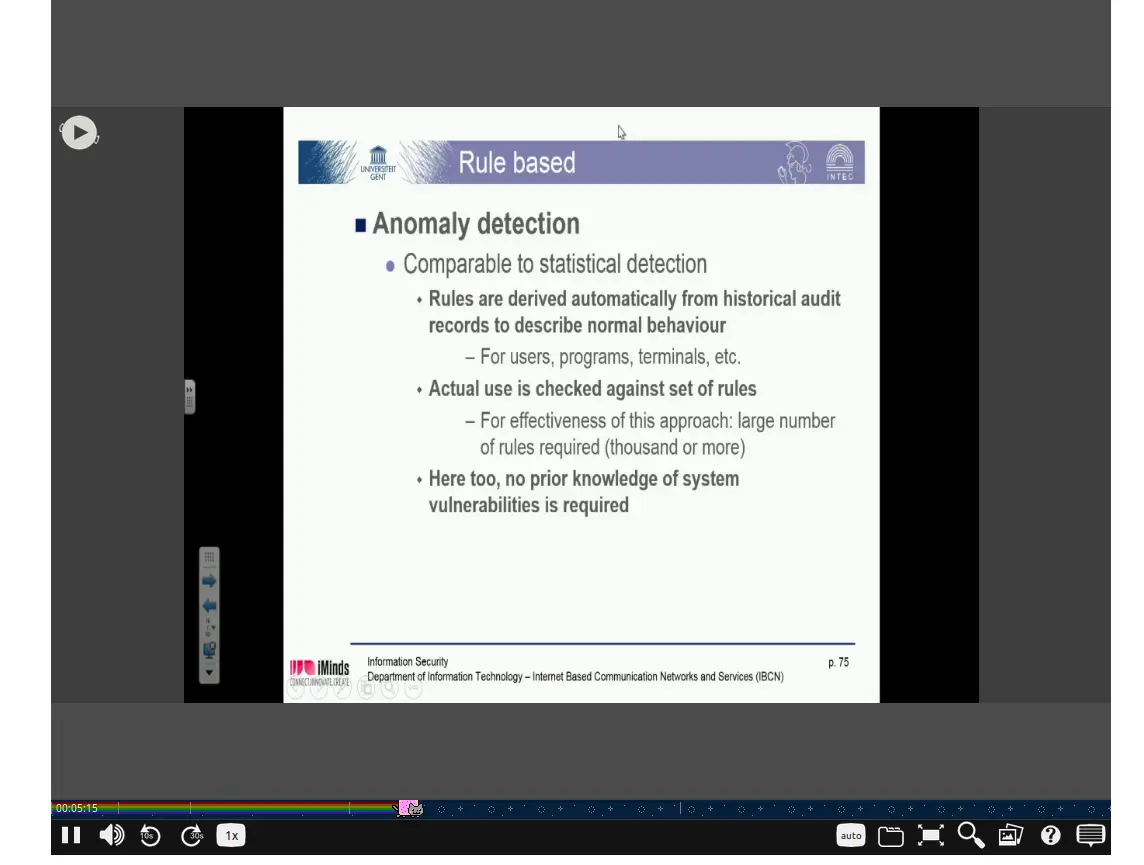 Rule based
UNIVERSITEIT
GENT
INTEC
Anomaly detection
Comparable to statistical detection
Rules are derived automatically from historical audit
records to describe normal behaviour
– For users, programs, terminals, etc.
Actual use is checked against set of rules
– For effectiveness of this approach: large number
of rules required (thousand or more)
Here too, no prior knowledge of system
vulnerabilities is required
iMinds
CONNECT.INNOVATE.CREATE
Information Security
p. 75
Department of Information Technology – Internet Based Communication Networks and Services (IBCN)
00:05:15
10s
30s
1x
auto